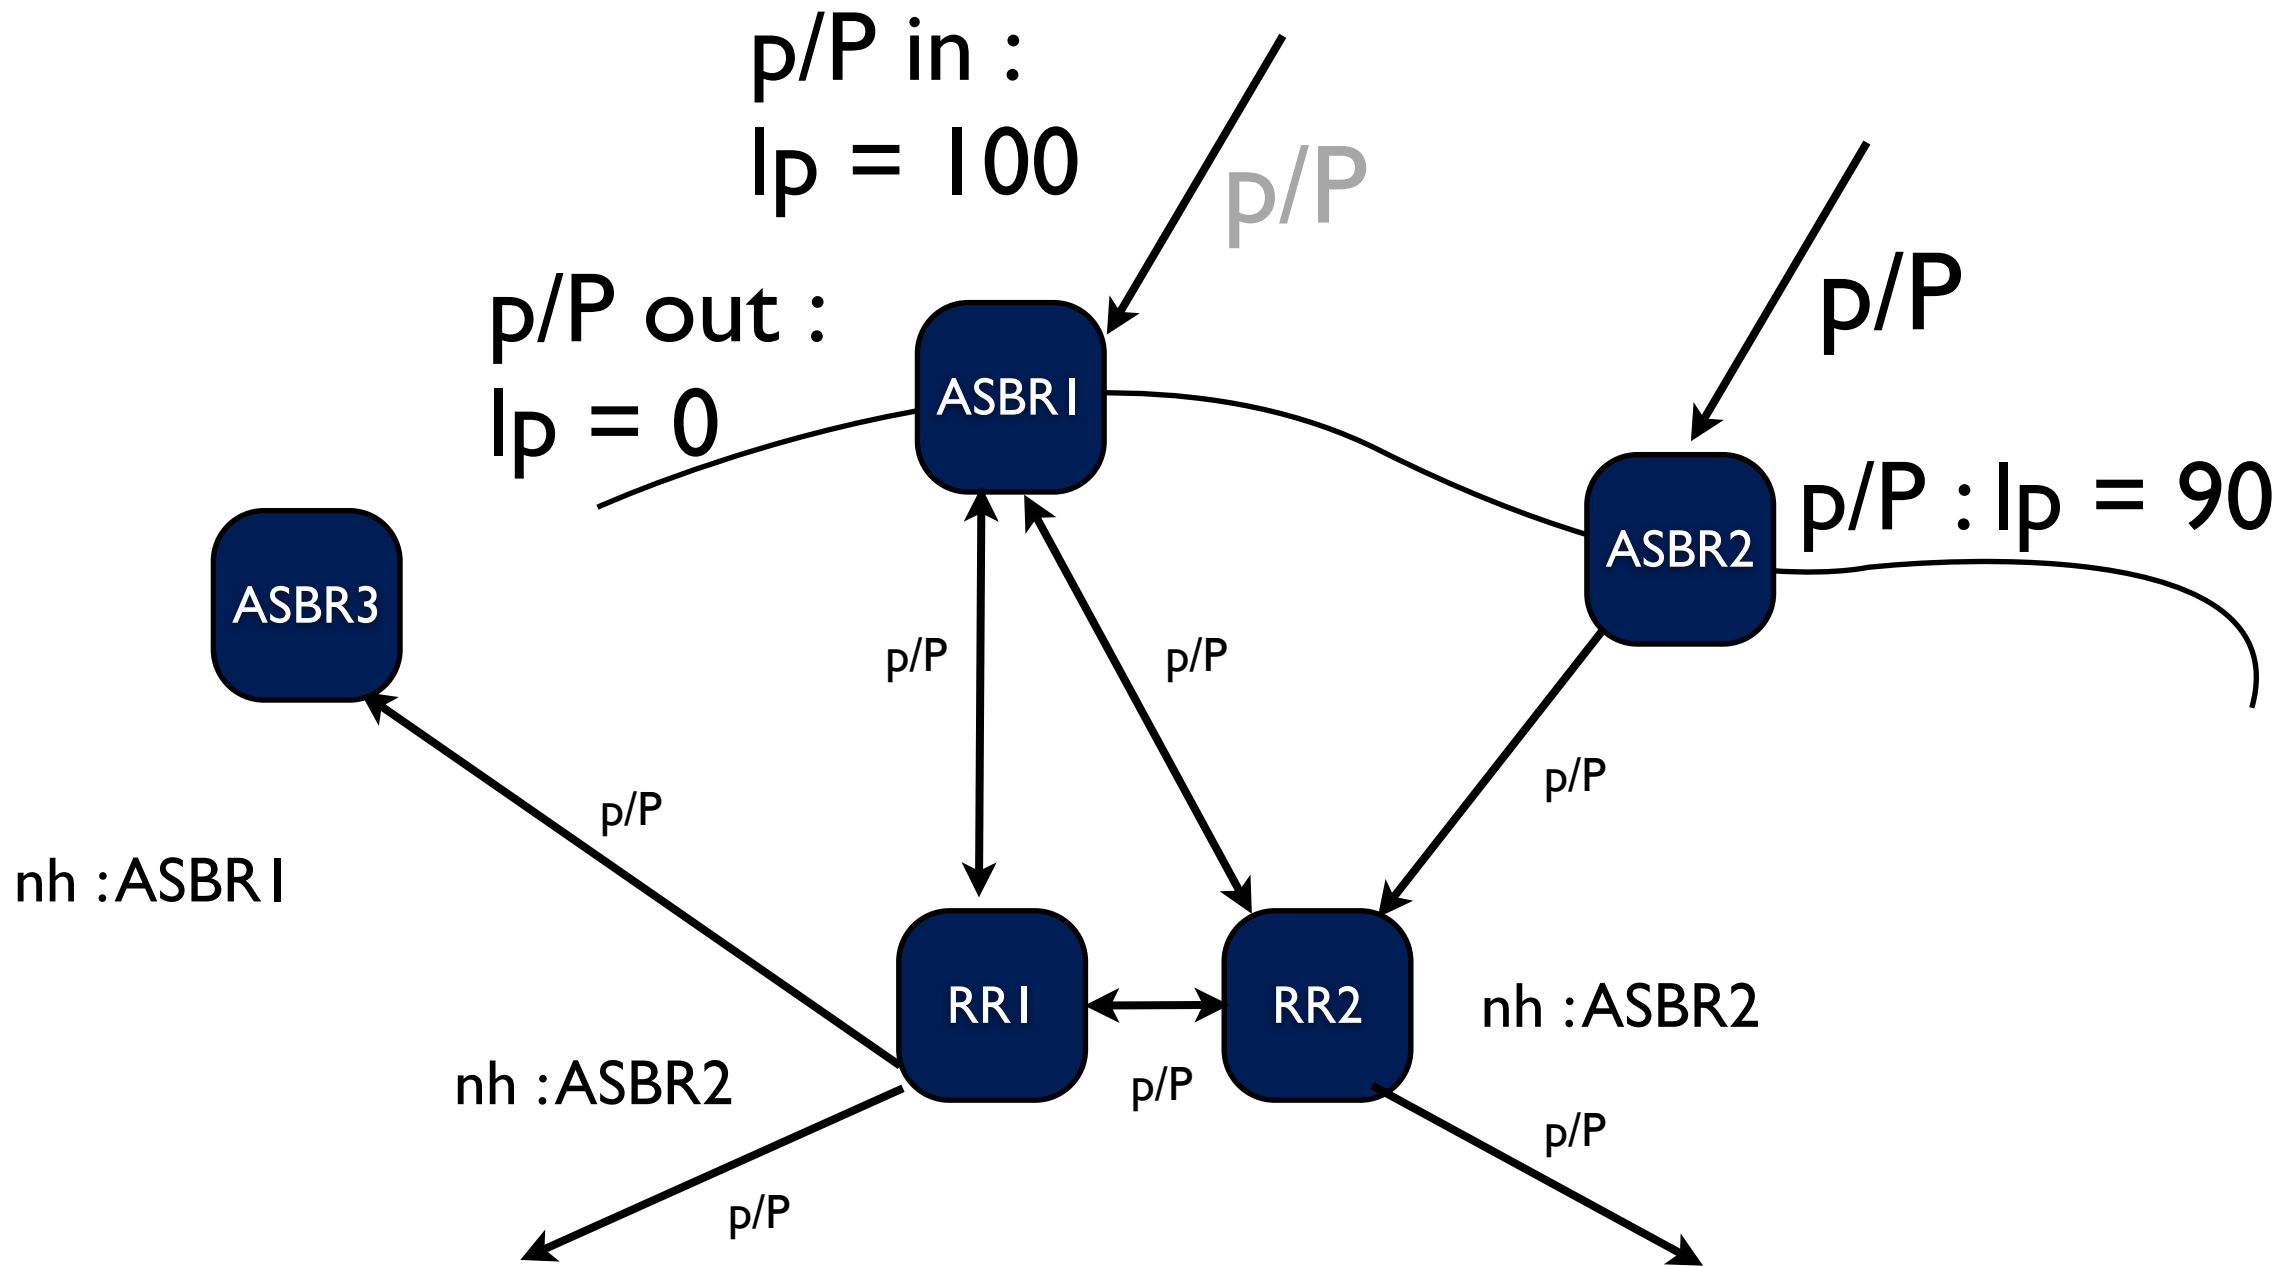 p/P in :
lp = 100
p/P
p/P out :
lp = 0
p/P
ASBR1
p/P : lp = 90
ASBR2
ASBR3
p/P
p/P
p/P
p/P
nh : ASBR1
RR1
RR2
nh : ASBR2
nh : ASBR2
p/P
p/P
p/P